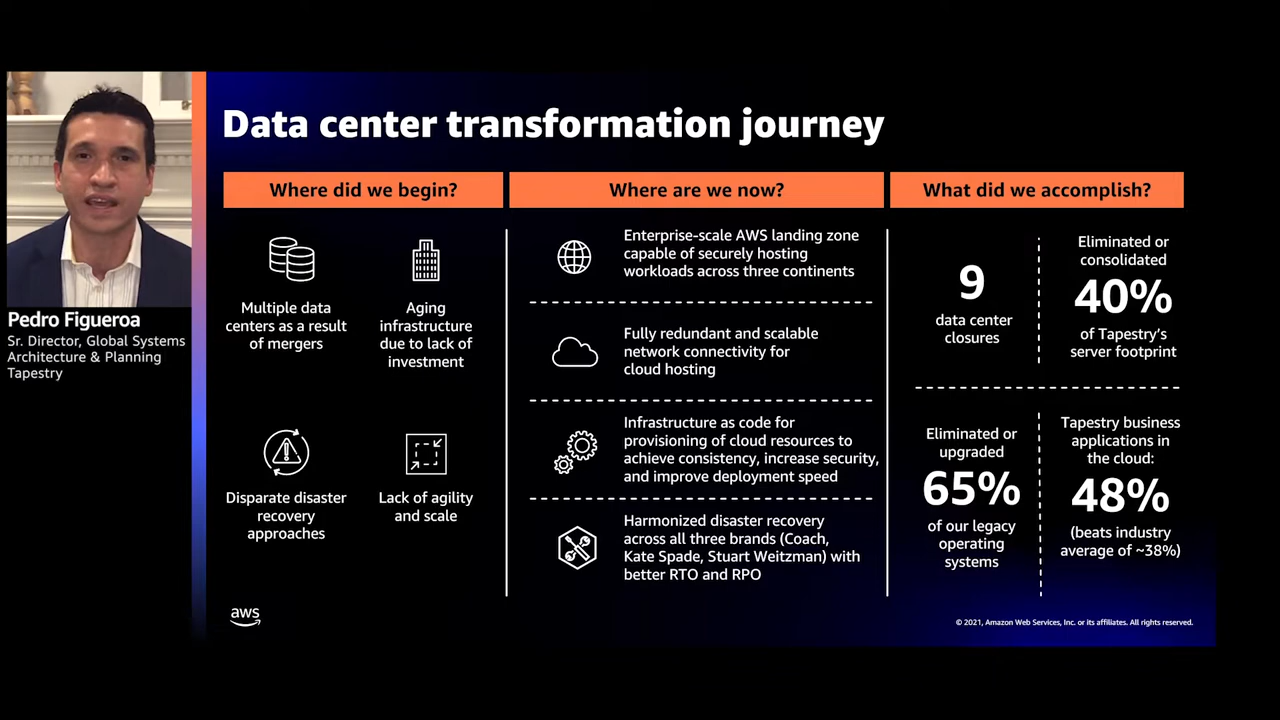 Data center transformation journey
Where did we begin?
Multiple data
centers as a result
of mergers
Aging
infrastructure
due to lack of
investment
Disparate disaster
recovery
approaches
Lack of agility
and scale
Where are we now?
Enterprise-scale AWS landing zone
capable of securely hosting
workloads across three continents
Fully redundant and scalable
network connectivity for
cloud hosting
Infrastructure as code for
provisioning of cloud resources to
achieve consistency, increase security,
and improve deployment speed
Harmonized disaster recovery
across all three brands (Coach,
Kate Spade, Stuart Weitzman) with
better RTO and RPO
What did we accomplish?
9
data center
closures
Eliminated or
consolidated
40%
of Tapestry's
server footprint
Eliminated or
upgraded
65%
of our legacy
operating
systems
Tapestry business
applications in
the cloud:
48%
(beats industry
average of ~38%)
Pedro Figueroa
Sr. Director, Global Systems
Architecture & Planning
Tapestry
aws
© 2021, Amazon Web Services, Inc. or its affiliates. All rights reserved.